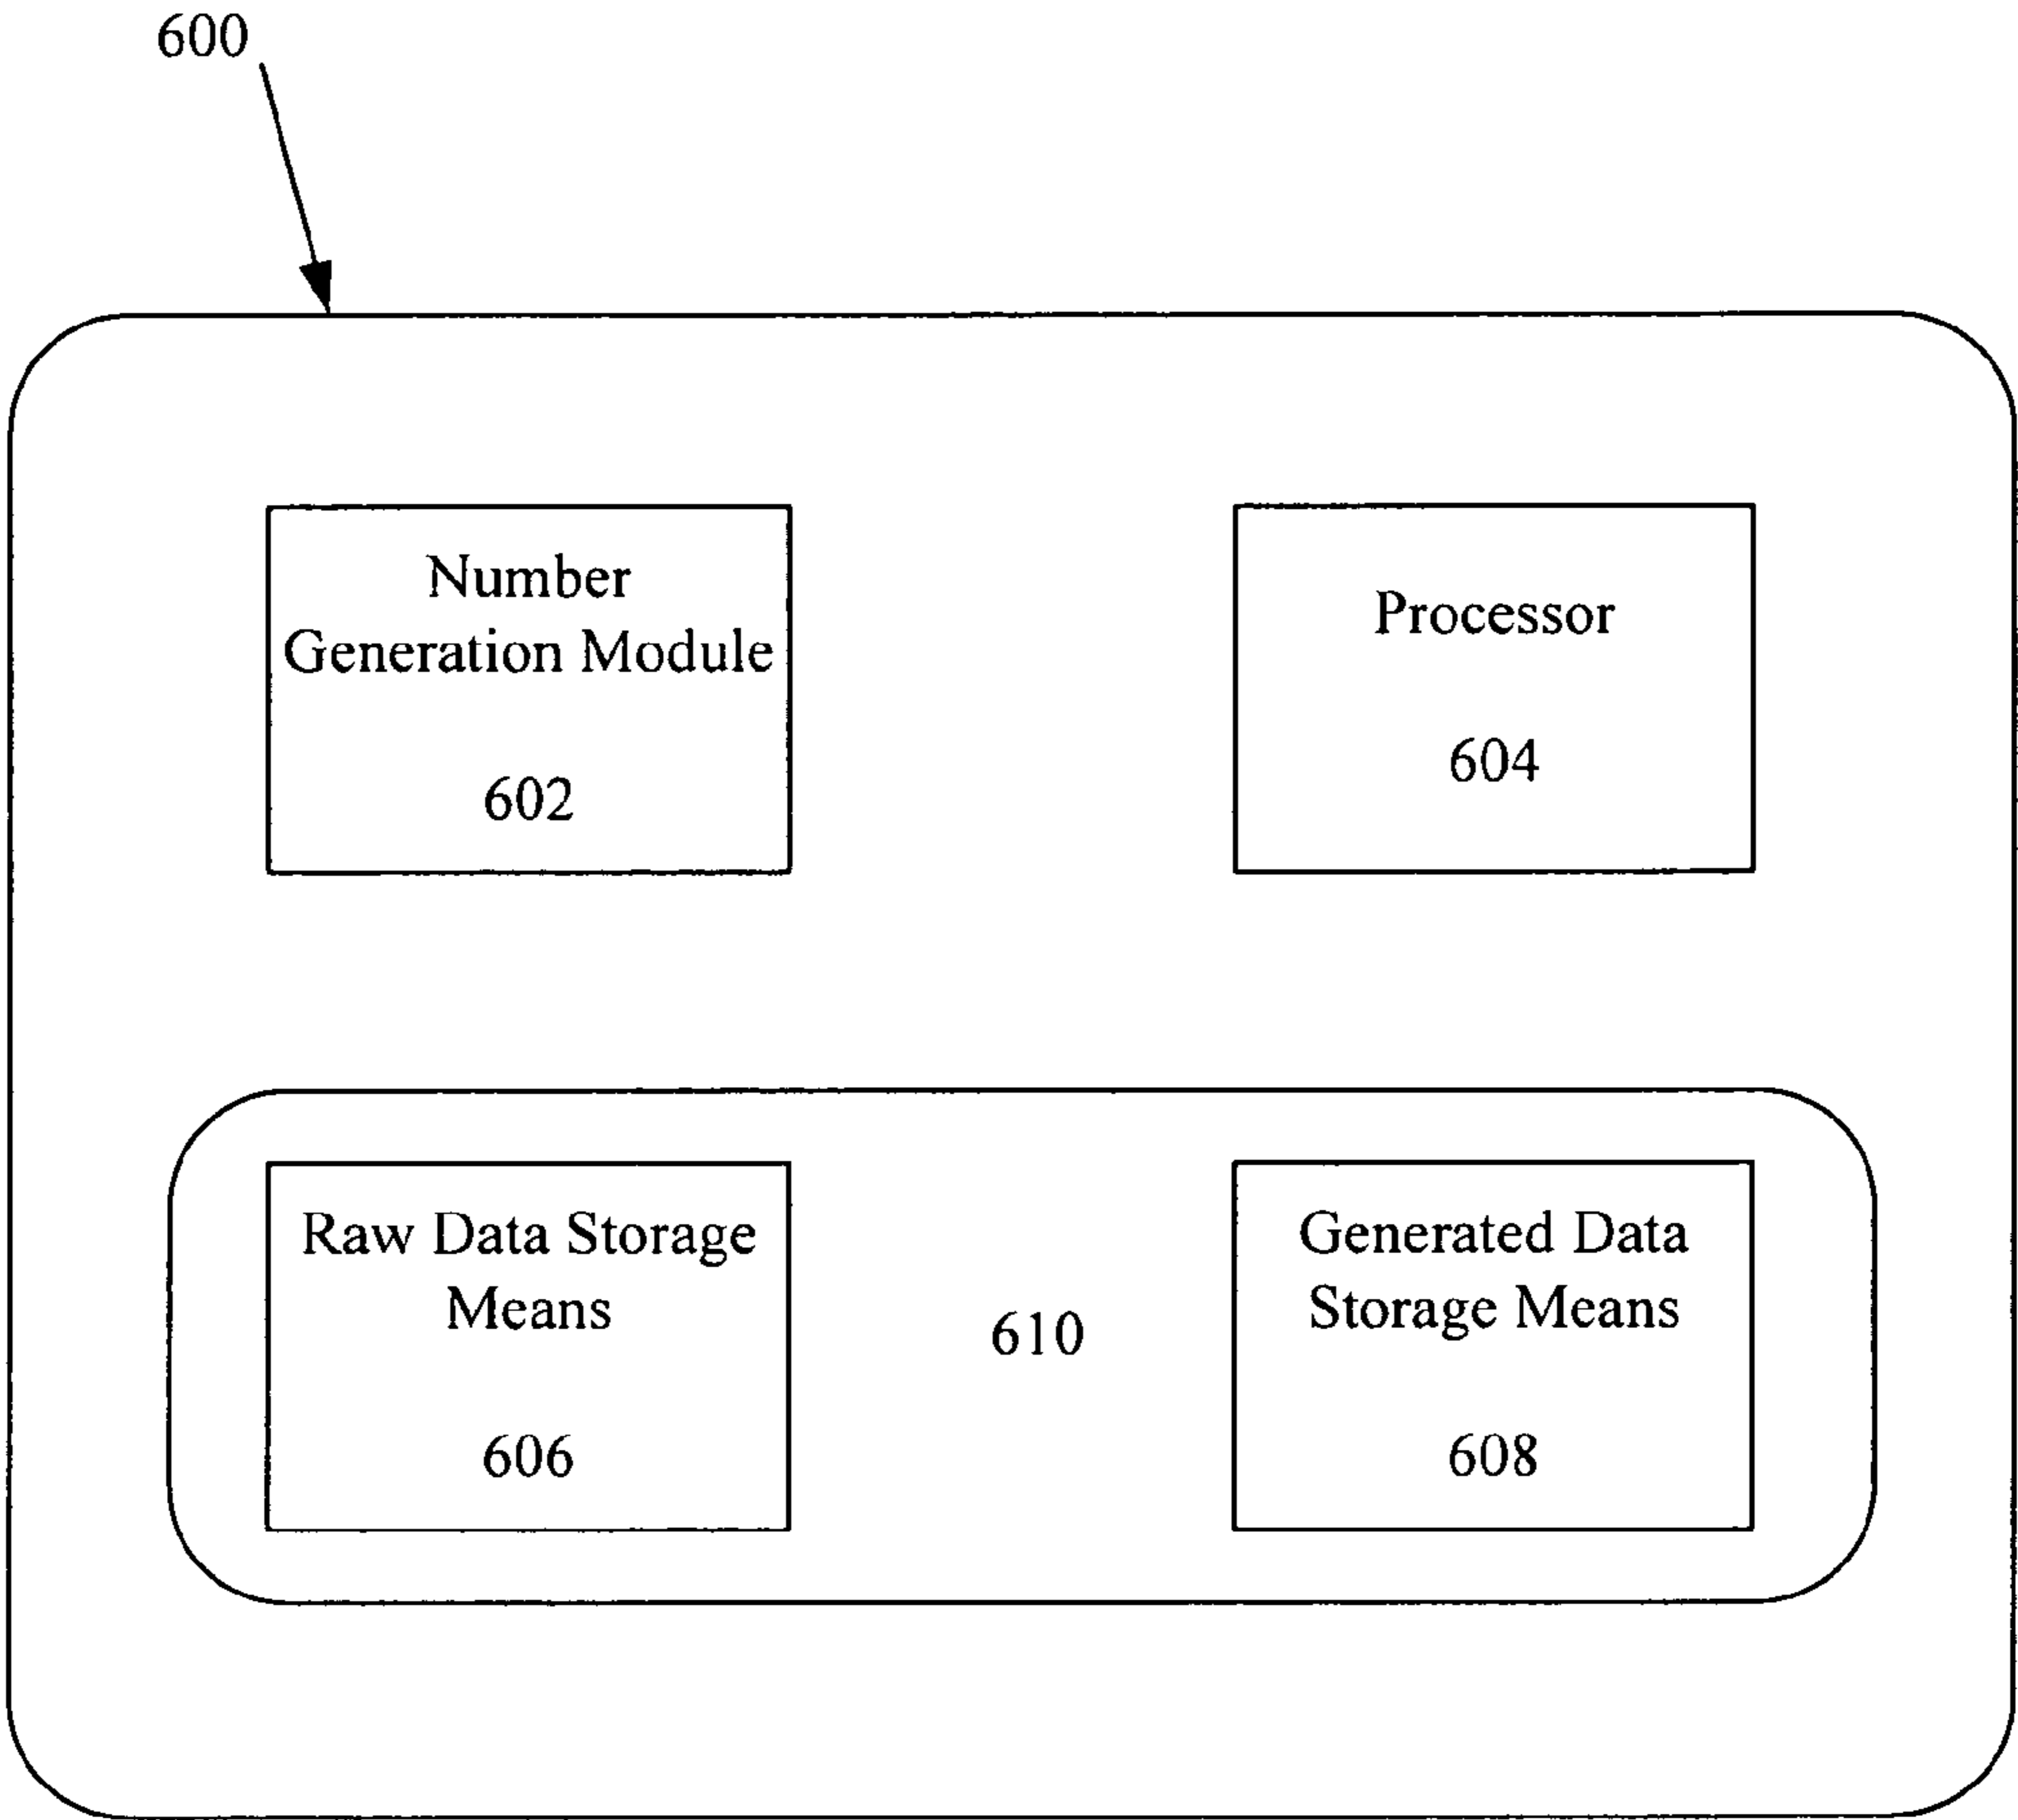 600
Number
Generation Module
602
Processor
604
Raw Data Storage
Means
606
610
Generated Data
Storage Means
608